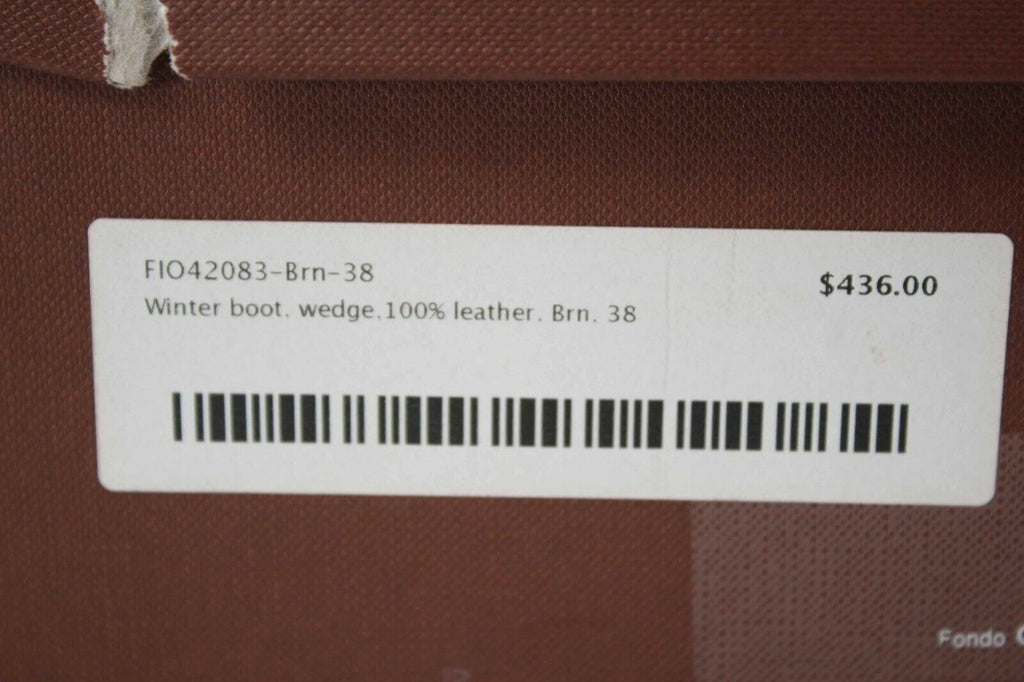 FIO42083-Brn-38
$436.00
Winter boot. wedge.100% leather. Brn. 38
Fondo